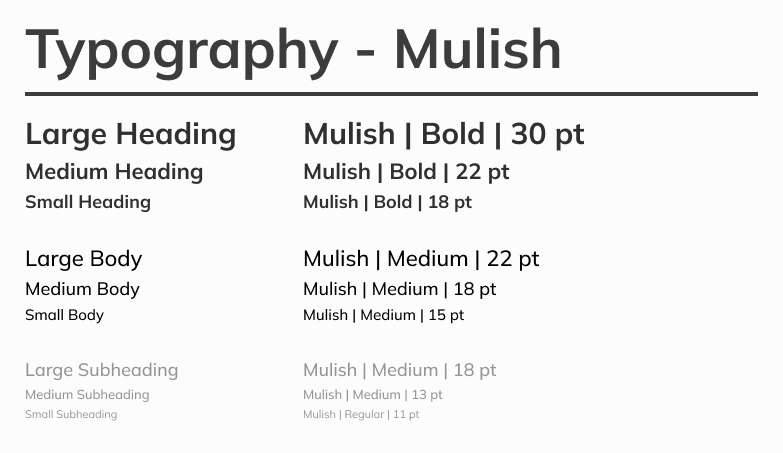 Typography - Mulish
Large Heading Mulish | Bold | 30 pt
Medium Heading Mulish | Bold | 22 pt
Small Heading Mulish | Bold | 18 pt
Large Body Mulish | Medium | 22 pt
Medium Body Mulish | Medium | 18 pt
Small Body Mulish | Medium | 15 pt
Large Subheading Mulish | Medium | 18 pt
Medium Subheading Mulish | Medium | 13 pt
Small Subheading Mulish | Regular | 11 pt